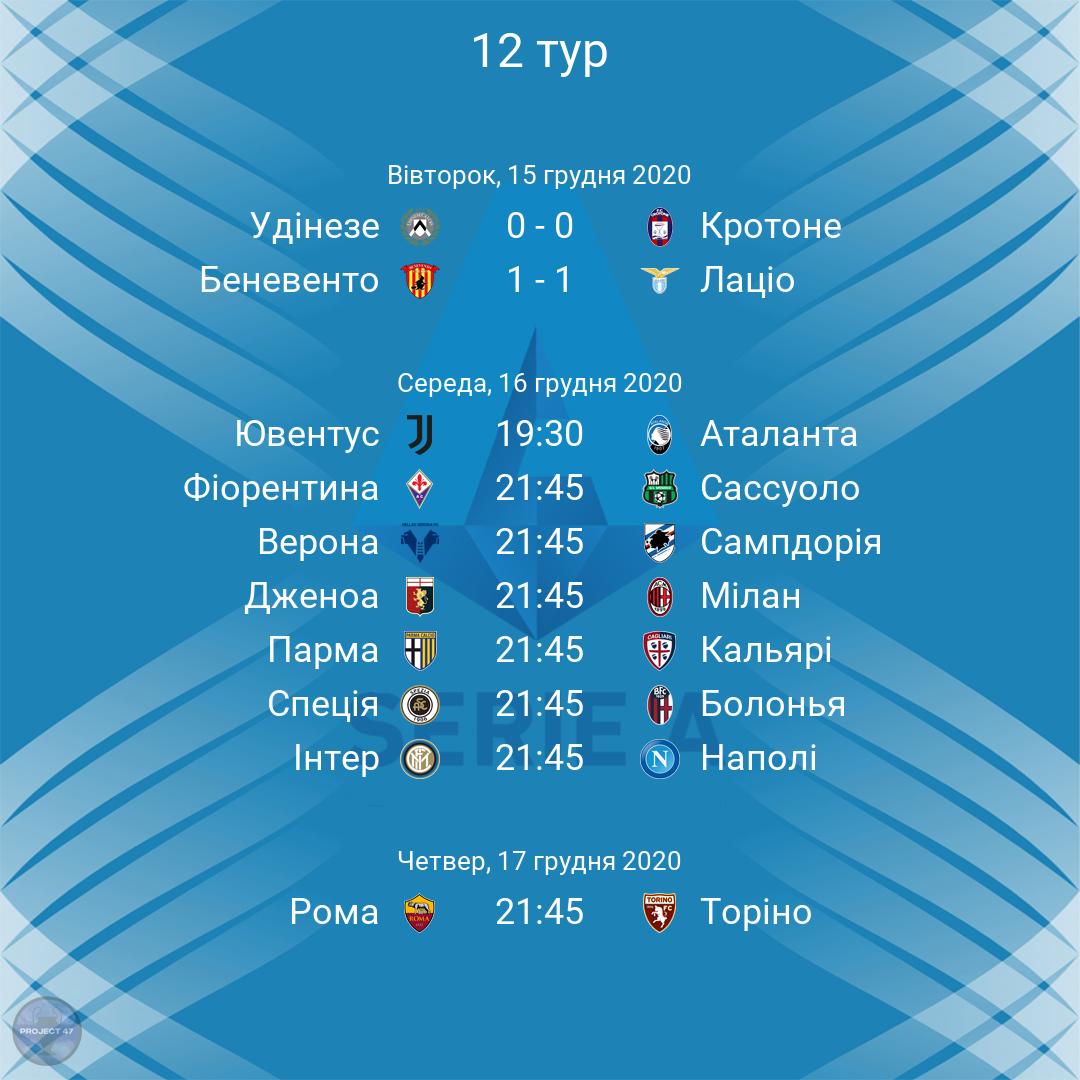 12 тур
Вівторок, 15 грудня 2020
Удінезе 0 - 0 Кротоне
Беневенто 1 - 1 Лаціо
Середа, 16 грудня 2020
Ювентус 19:30 Аталанта
Фіорентина 21:45 Сассуоло
Верона 21:45 Сампдорія
Дженоа 21:45 Мілан
Парма 21:45 Кальярі
Спеція 21:45 Болонья
SERIE A
Інтер 21:45 Наполі
Четвер, 17 грудня 2020
Рома 21:45 Торіно
PROJECT 47